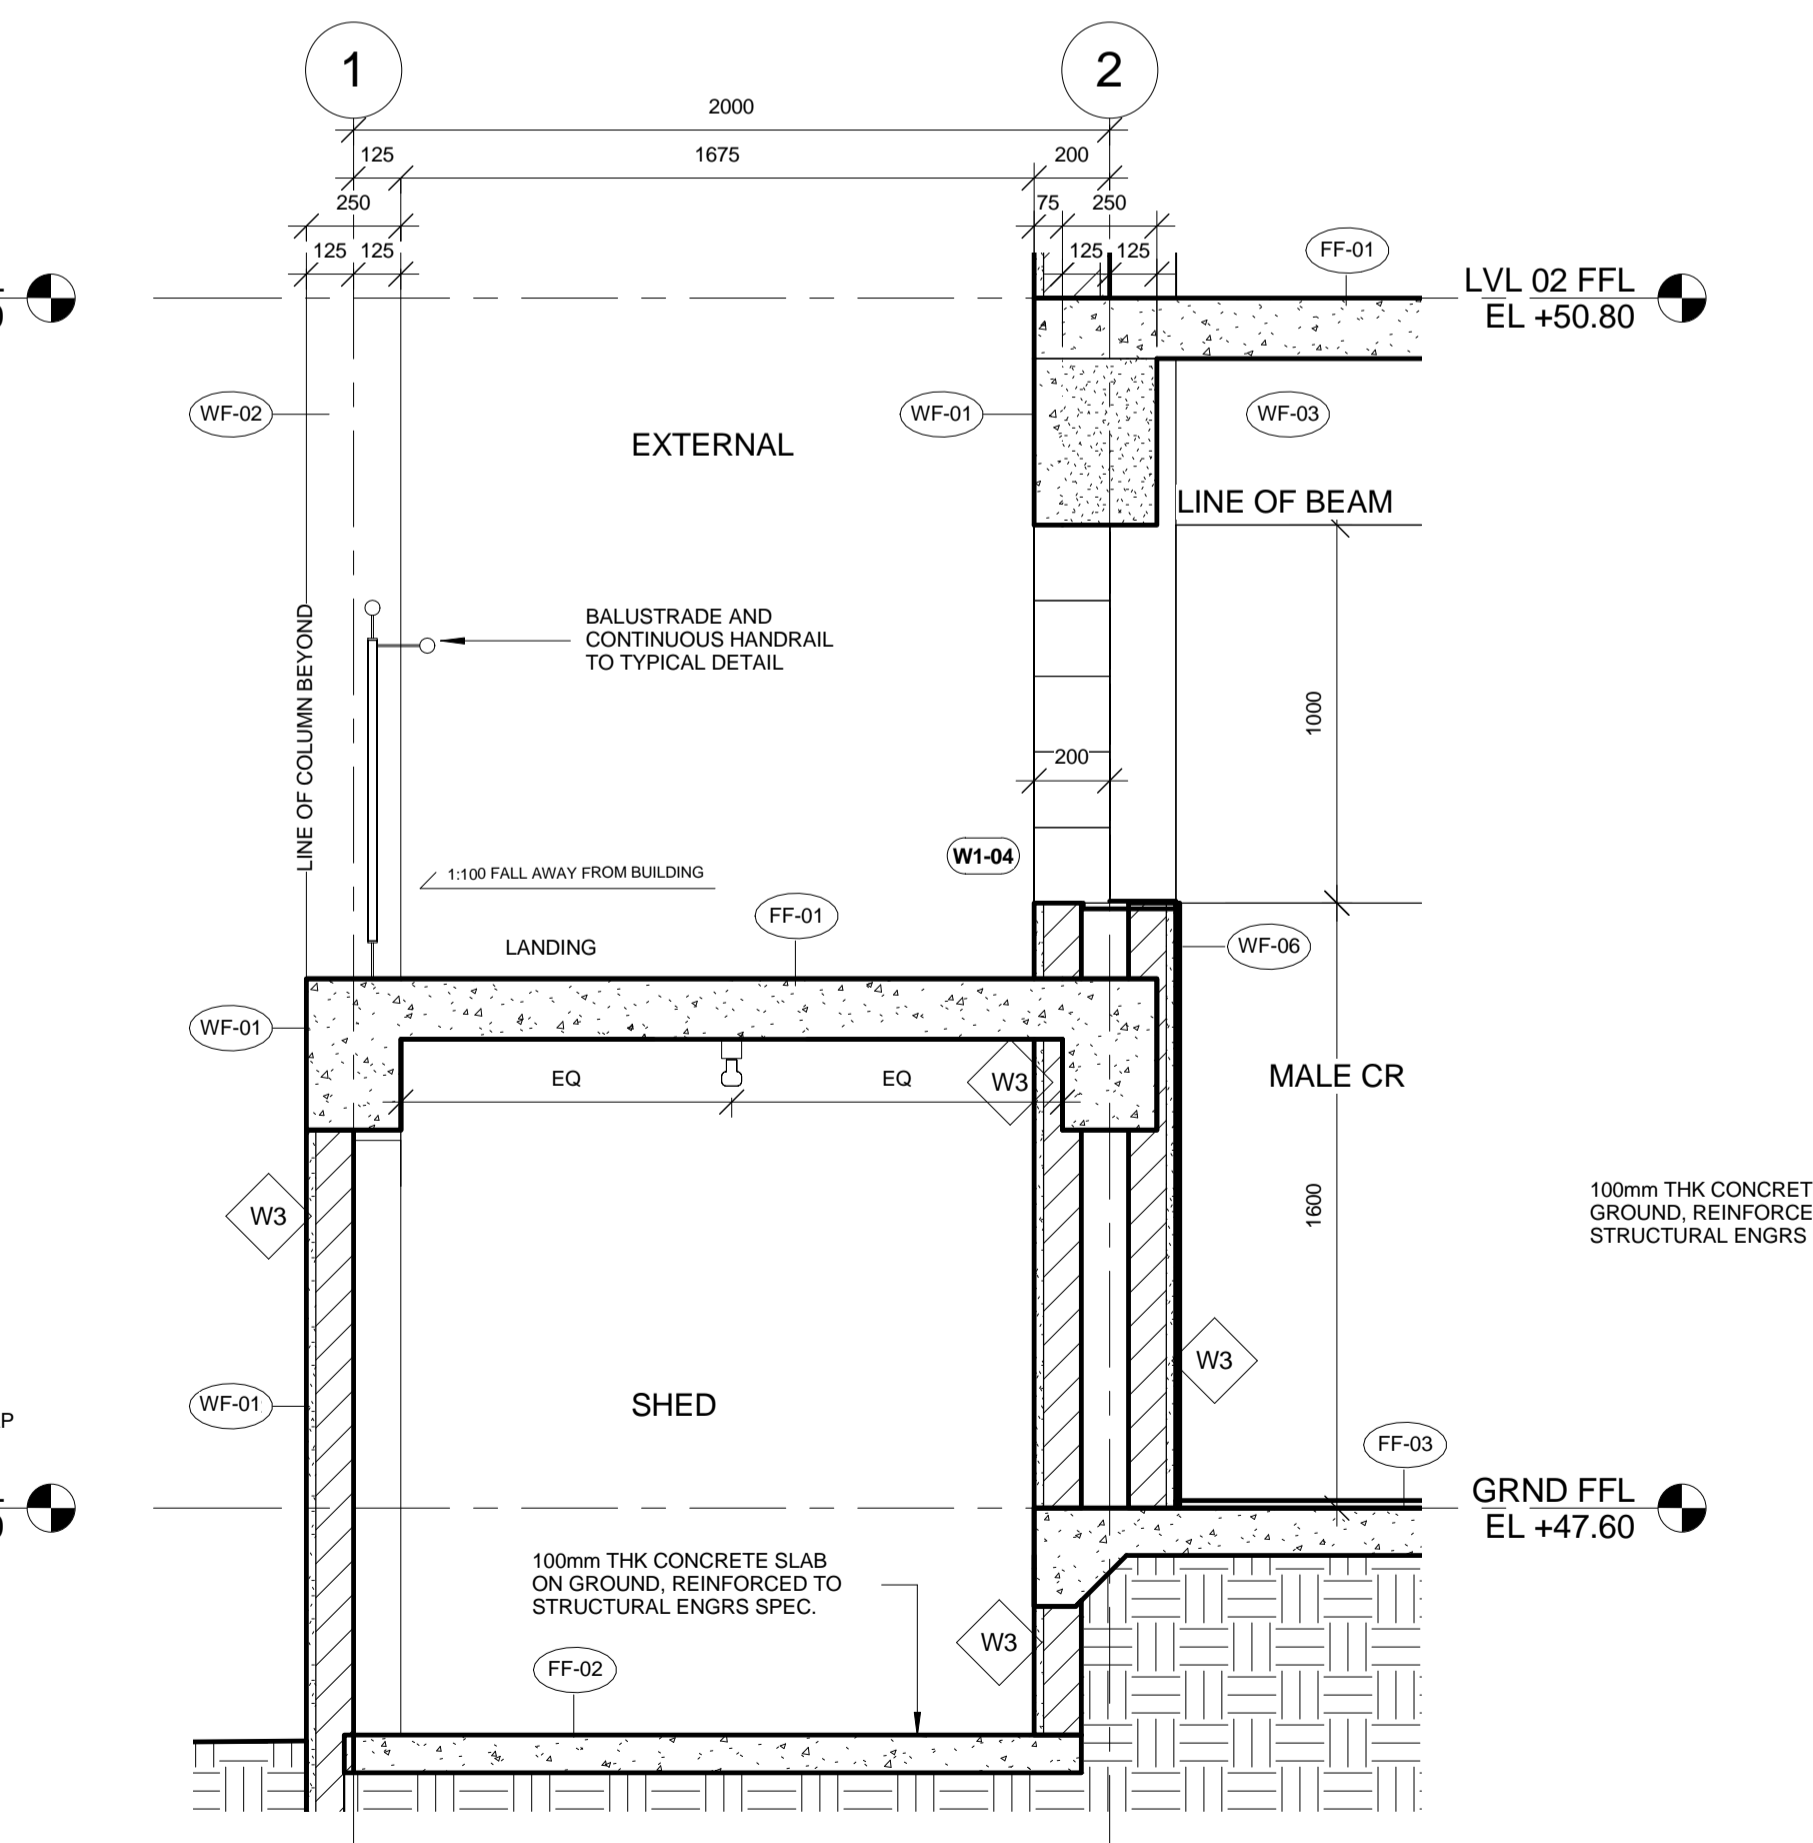 1
2
2000
125
1675
200
250
75
250
125
125
125
125
FF-01
LVL 02 FFL
EL +50.80
WF-02
WF-01
WF-03
EXTERNAL
LINE OF BEAM
BALUSTRADE AND
CONTINUOUS HANDRAIL
TO TYPICAL DETAIL
LINE OF COLUMN BEYOND
1000
200
W1-04
1:100 FALL AWAY FROM BUILDING
FF-01
LANDING
WF-06
WF-01
EQ
EQ
W3
MALE CR
W3
1600
100mm THK CONCRET
GROUND, REINFORCE
STRUCTURAL ENGRS
W3
WF-01
SHED
P
FF-03
GRND FFL
EL +47.60
100mm THK CONCRETE SLAB
ON GROUND, REINFORCED TO
STRUCTURAL ENGRS SPEC.
W3
FF-02